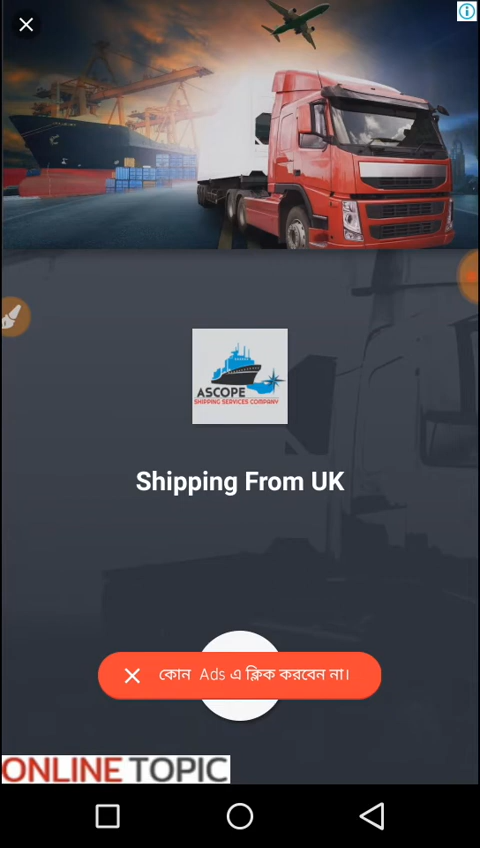 ASCOPE
SHIPPING SERVICES COMPANY
Shipping From UK
কোন Ads এ ক্লিক করবেন না।
ONLINE TOPIC